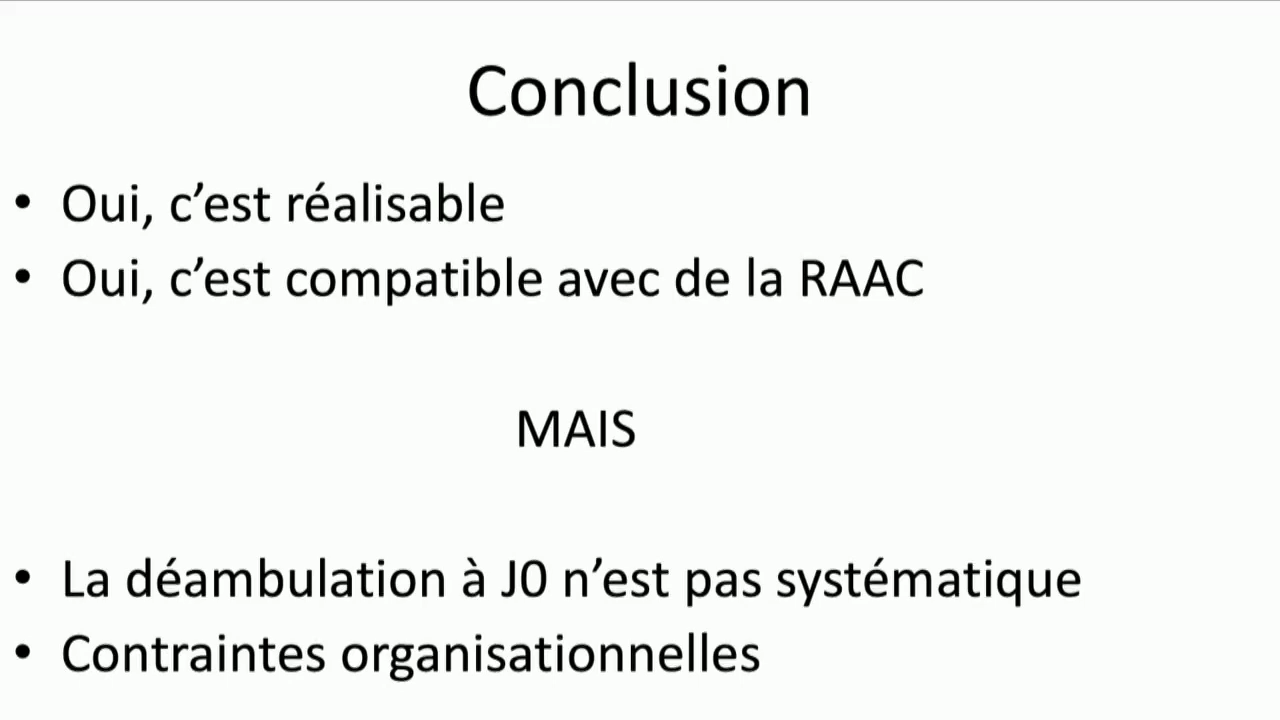 Conclusion
• Oui, c’est réalisable
• Oui, c’est compatible avec de la RAAC
MAIS
• La déambulation à J0 n’est pas systématique
• Contraintes organisationnelles